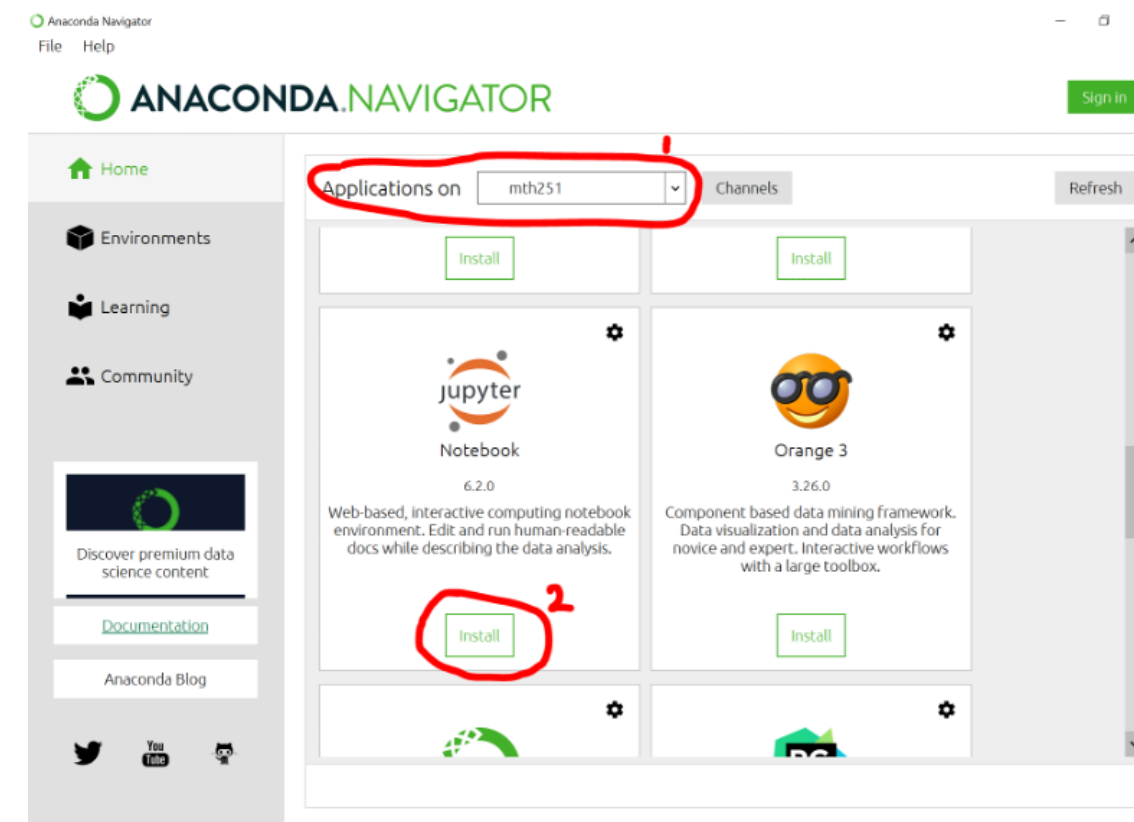 Anaconda Navigator
File Help
ANACONDA.NAVIGATOR
Sign in
1
Home
Applications on mth251 Channels Refresh
Environments
Install Install
Learning
Community
jupyter
Notebook
Orange 3
6.2.0
3.26.0
Web-based, interactive computing notebook
environment. Edit and run human-readable
docs while describing the data analysis.
Component based data mining framework.
Data visualization and data analysis for
novice and expert. Interactive workflows
with a large toolbox.
Discover premium data
science content
2
Install Install
Documentation
Anaconda Blog
You
Tube
PC